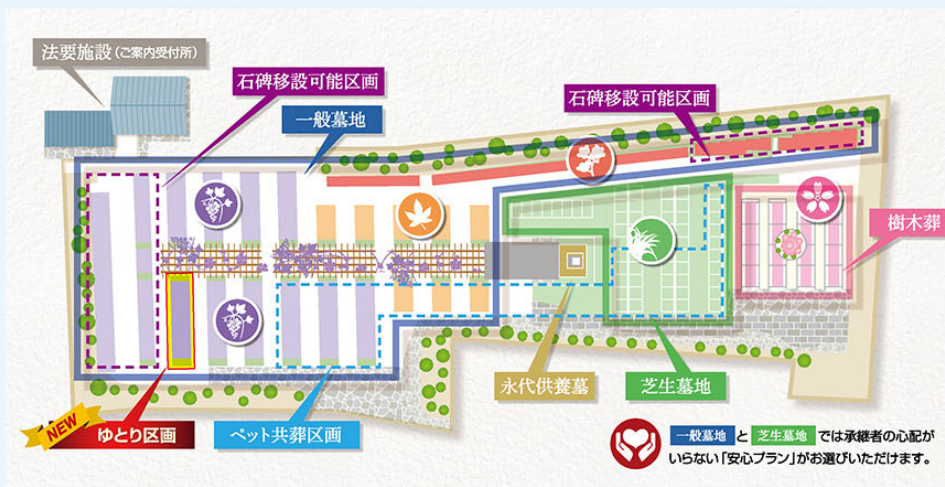 法要施設（ご案内受付所）
石碑移設可能区画
一般墓地
石碑移設可能区画
樹木葬
永代供養墓
芝生墓地
NEW
ゆとり区画
ペット共葬区画
一般墓地 と 芝生墓地 では承継者の心配が
いらない「安心プラン」がお選びいただけます。